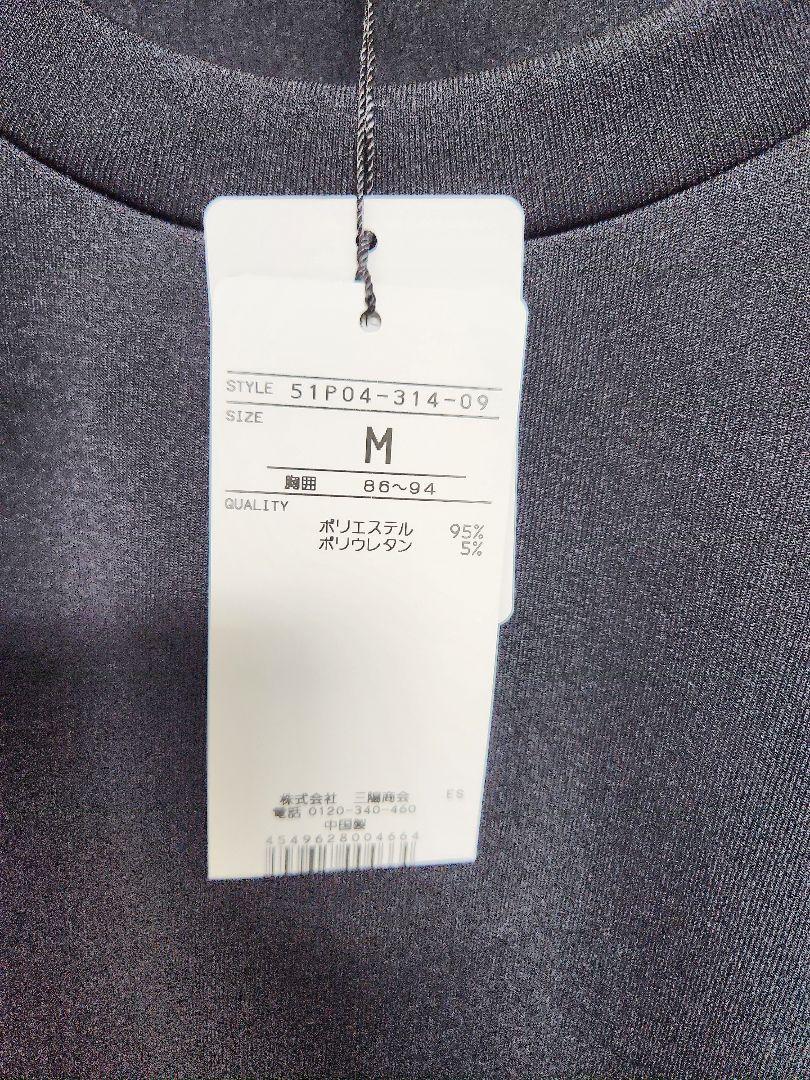 STYLE 51P04-314-09
SIZE
M
胸囲 86〜94
QUALITY
ポリエステル 95%
ポリウレタン 5%
株式会社 三陽商会 ES
電話 0120-340-460
中国製
4549628004664